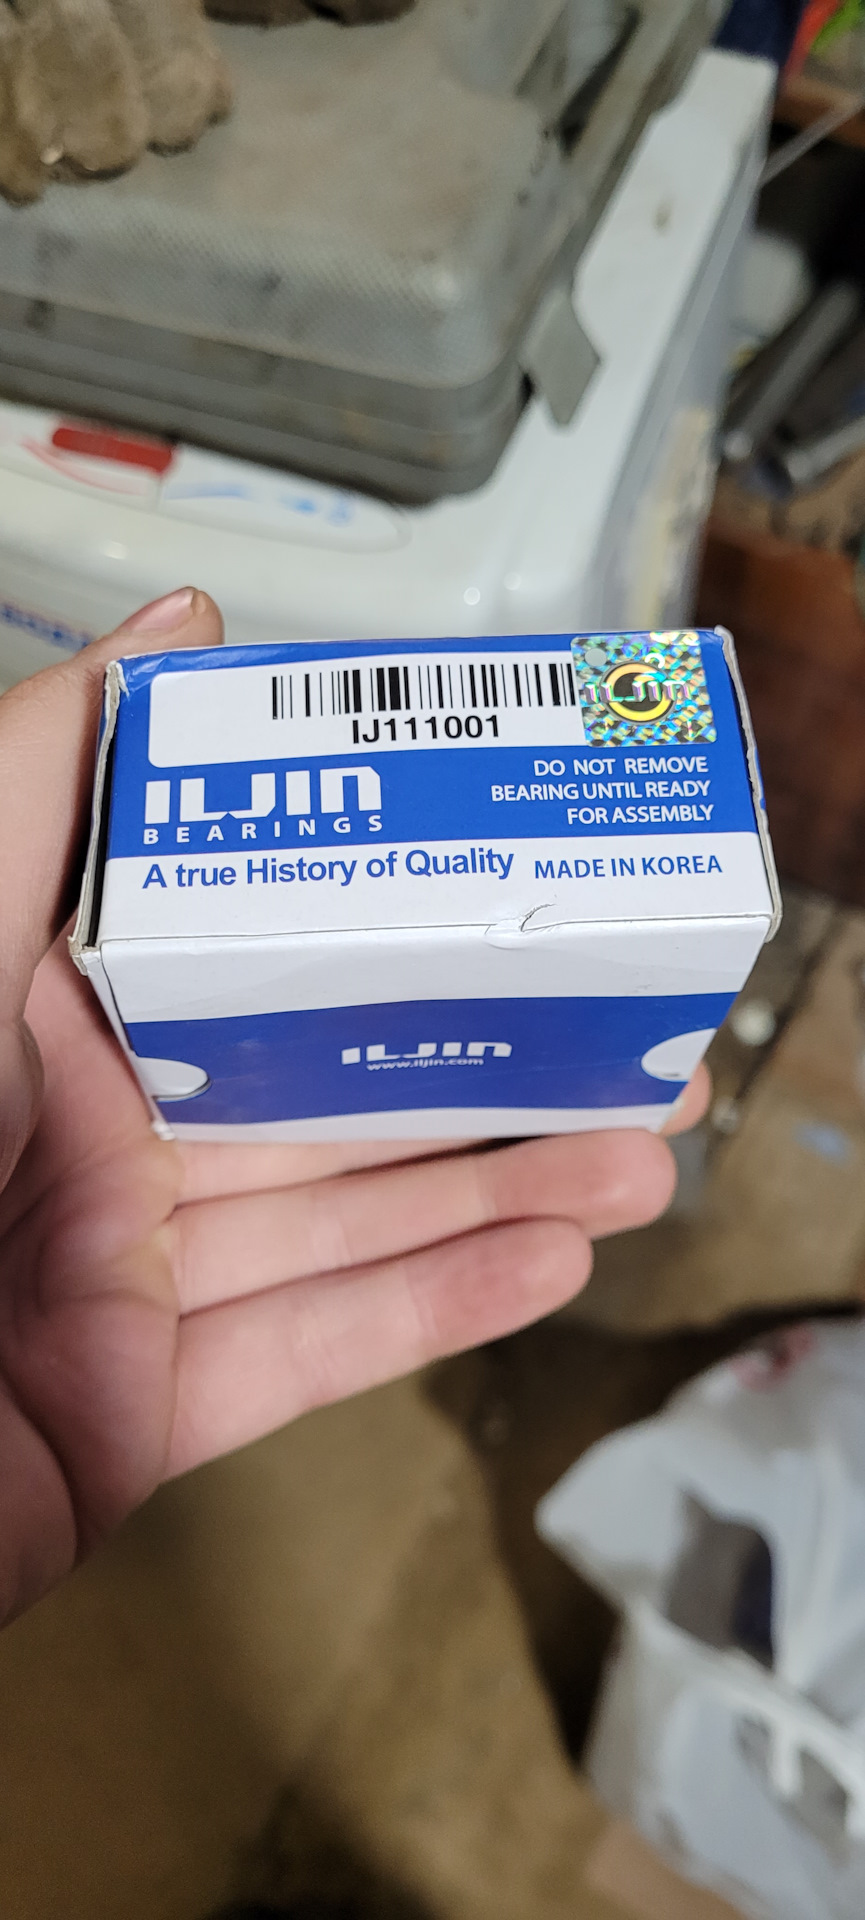 IJ111001
ILJIN
ILJIN
BEARINGS
DO NOT REMOVE
BEARING UNTIL READY
FOR ASSEMBLY
A true History of Quality
MADE IN KOREA
ILJIN
www.iljin.com